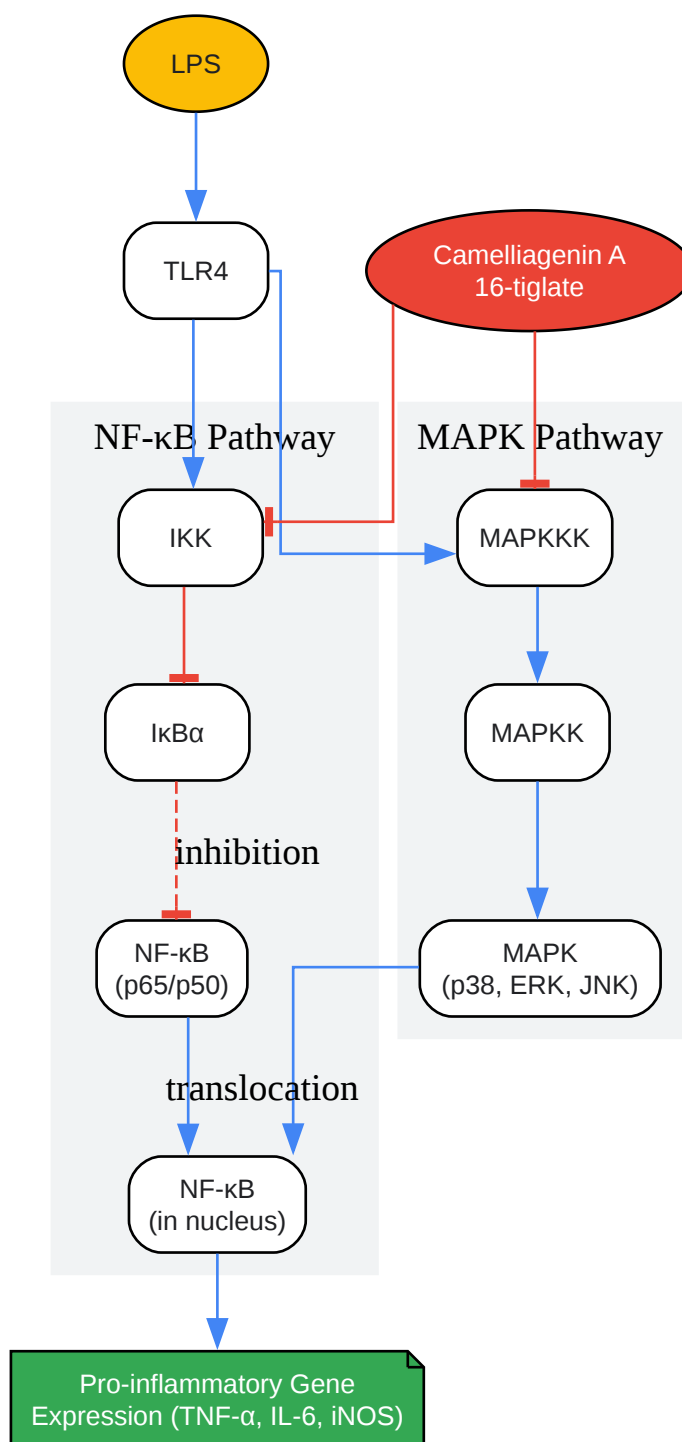 LPS
TLR4
Camelliagenin A
16-tiglate
NF-κB Pathway
MAPK Pathway
IKK
MAPKKK
IκBα
MAPKK
inhibition
NF-κB
(p65/p50)
MAPK
(p38, ERK, JNK)
translocation
NF-κB
(in nucleus)
Pro-inflammatory Gene
Expression (TNF-α, IL-6, iNOS)